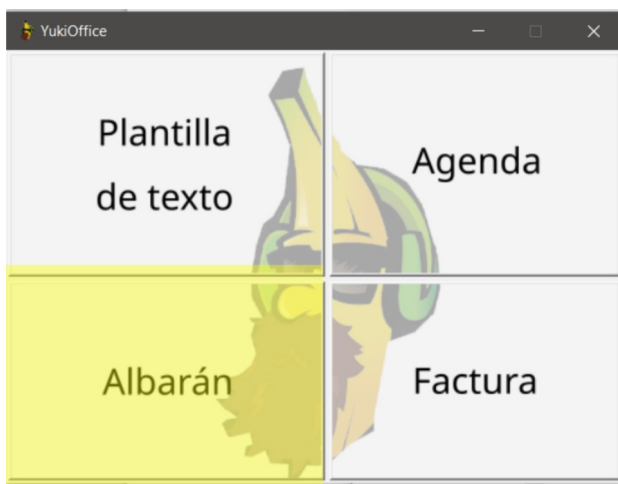 YukiOffice
Plantilla
de texto
Agenda
Albarán
Factura